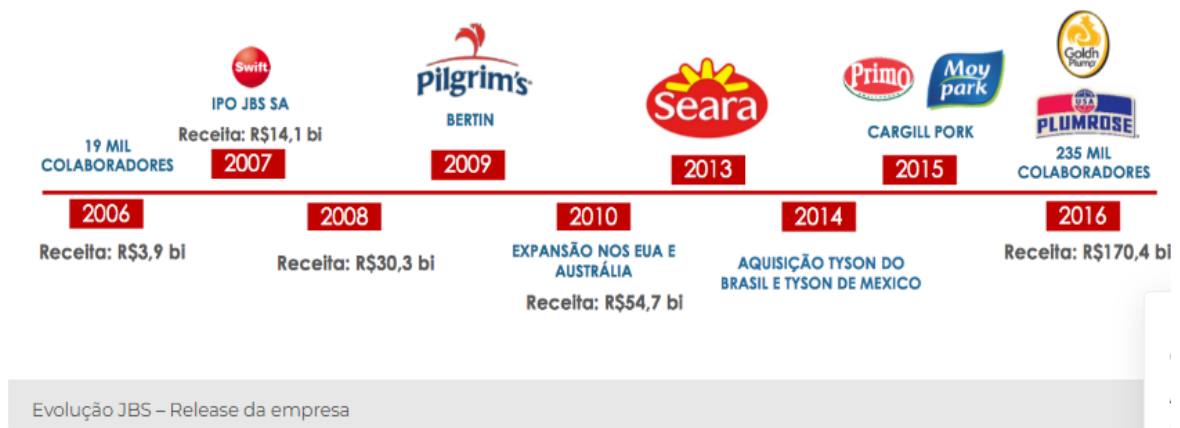 19 MIL
COLABORADORES
2006
Receita: R$3,9 bi
Swift
IPO JBS SA
Receita: R$14,1 bi
2007
2008
Receita: R$30,3 bi
Pilgrim's
BERTIN
2009
2010
EXPANSÃO NOS EUA E
AUSTRÁLIA
Receita: R$54,7 bi
Seara
2013
2014
AQUISIÇÃO TYSON DO
BRASIL E TYSON DE MEXICO
Primo
Moy
park
CARGILL PORK
2015
Gold'n
Plump
USA
PLUMROSE
235 MIL
COLABORADORES
2016
Receita: R$170,4 bi
Evolução JBS – Release da empresa